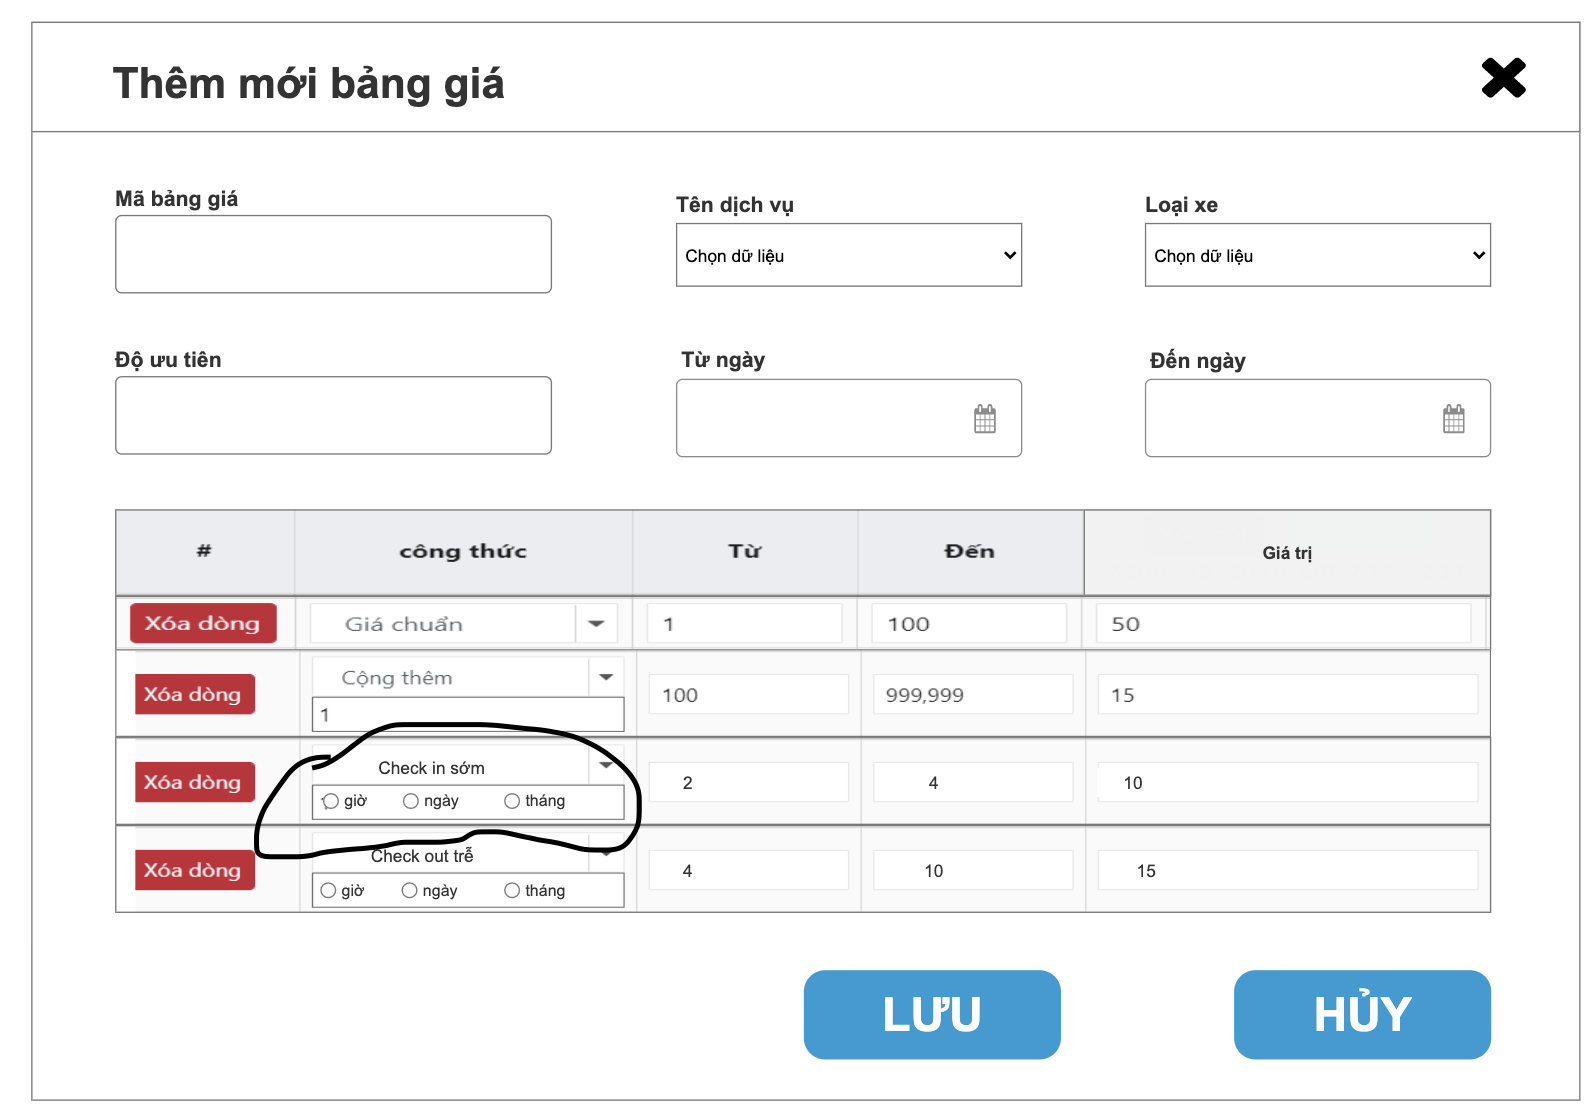 Thêm mới bảng giá
Mã bảng giá
Tên dịch vụ
Loại xe
Chọn dữ liệu
Chọn dữ liệu
Độ ưu tiên
Từ ngày
Đến ngày
# công thức Từ Đến Giá trị
Xóa dòng Giá chuẩn 1 100 50
Cộng thêm
Xóa dòng 100 999,999 15
1
Check in sớm
Xóa dòng 2 4 10
giờ ngày tháng
Check out trễ
Xóa dòng 4 10 15
giờ ngày tháng
LƯU HỦY